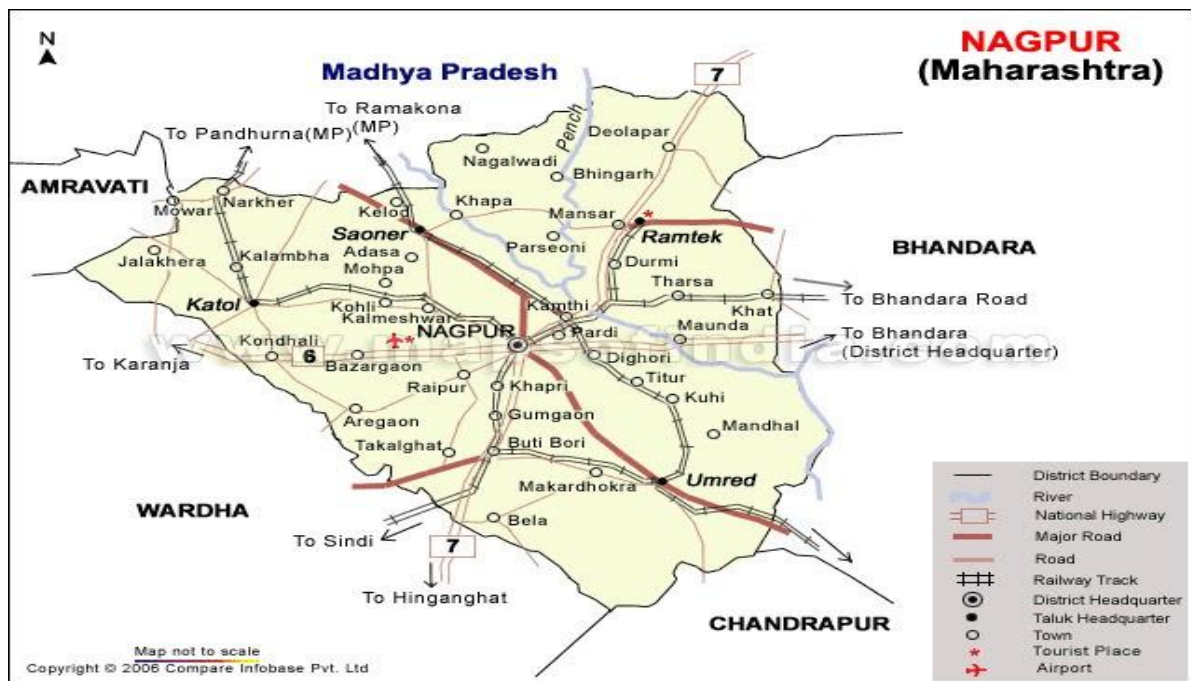 N
NAGPUR
(Maharashtra)
Madhya Pradesh
7
To Ramakona
(MP)
To Pandhurna(MP)
Pench
Deolapar
Nagalwadi
Bhingarh
AMRAVATI
Mowar
Narkher
Kelod
Khapa
Mansar
Saoner
Parseoni
Ramtek
BHANDARA
Jalakhera
Kalambha
Adasa
Mohpa
Durmi
Tharsa
Katol
Kohli
Kalmeshwar
Kamthi
Khat
To Bhandara Road
NAGPUR
Pardi
Maunda
To Bhandara
(District Headquarter)
www.mapsofindia.com
Kondhali
6
To Karanja
Bazargaon
Dighori
Raipur
Khapri
Titur
Kuhi
Aregaon
Gumgaon
Mandhal
Takalghat
Buti Bori
Makardhokra
Umred
WARDHA
Bela
To Sindi
7
To Hinganghat
CHANDRAPUR
District Boundary
River
National Highway
Major Road
Road
Railway Track
District Headquarter
Taluk Headquarter
Town
Tourist Place
Airport
Map not to scale
Copyright © 2006 Compare Infobase Pvt. Ltd